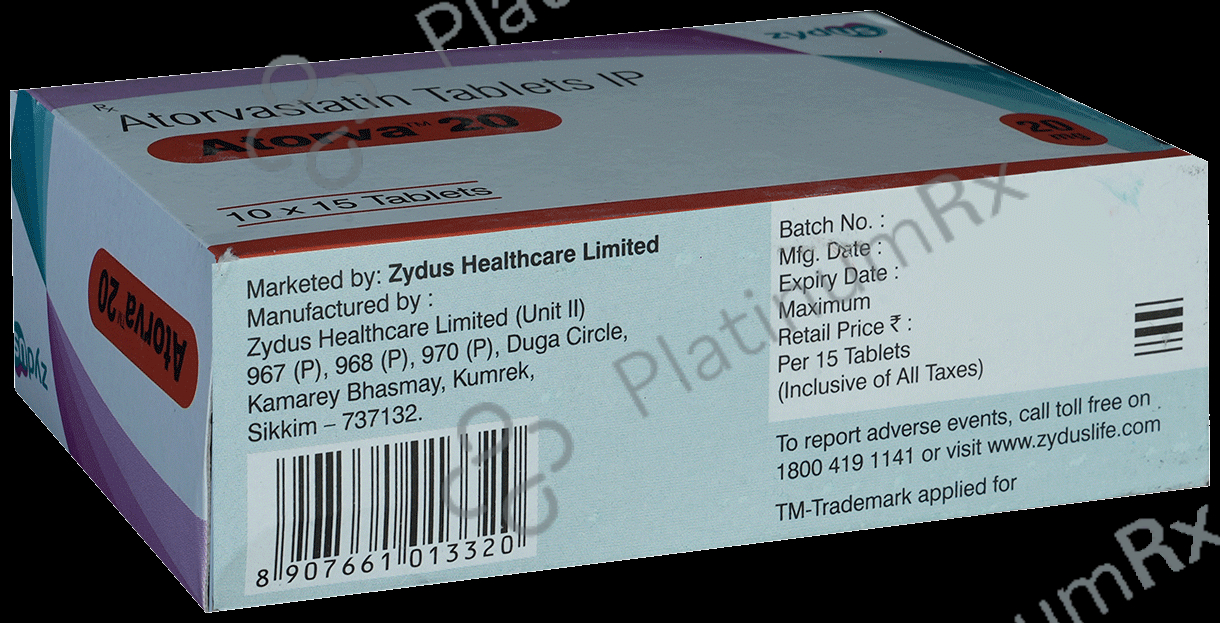 zydus
Rx
Atorvastatin Tablets IP
Atorva™ 20
20
mg
10 x 15 Tablets
Atorva™ 20
zydus
Marketed by: Zydus Healthcare Limited
Manufactured by :
Zydus Healthcare Limited (Unit II)
967 (P), 968 (P), 970 (P), Duga Circle,
Kamarey Bhasmay, Kumrek,
Sikkim – 737132.
8 907661 013320
Batch No. :
Mfg. Date :
Expiry Date :
Maximum
Retail Price ₹ :
Per 15 Tablets
(Inclusive of All Taxes)
To report adverse events, call toll free on
1800 419 1141 or visit www.zyduslife.com
TM-Trademark applied for
PlatinumRx